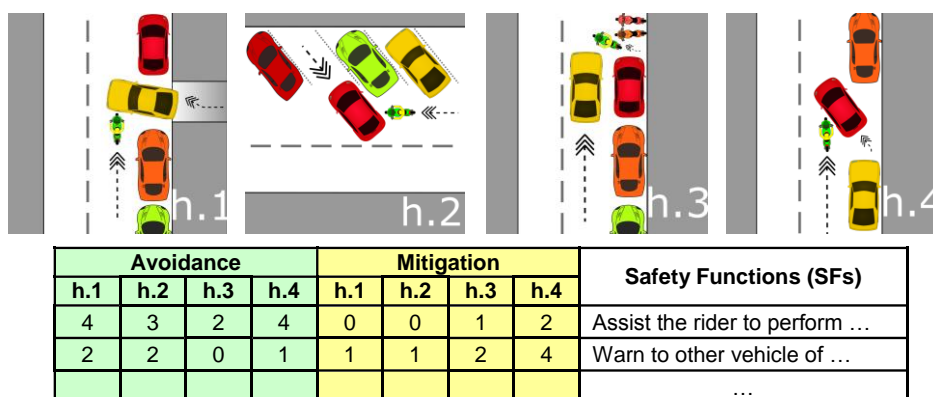 h.1
h.2
h.3
h.4
Avoidance Mitigation Safety Functions (SFs)
h.1 h.2 h.3 h.4 h.1 h.2 h.3 h.4
4 3 2 4 0 0 1 2 Assist the rider to perform …
2 2 0 1 1 1 2 4 Warn to other vehicle of …
…